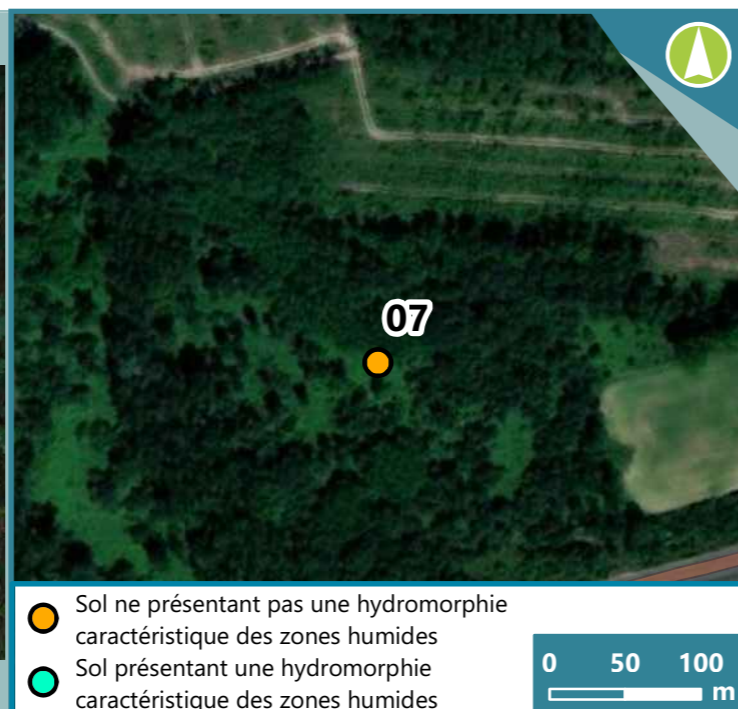 07
Sol ne présentant pas une hydromorphie
caractéristique des zones humides
Sol présentant une hydromorphie
caractéristique des zones humides
0 50 100
m